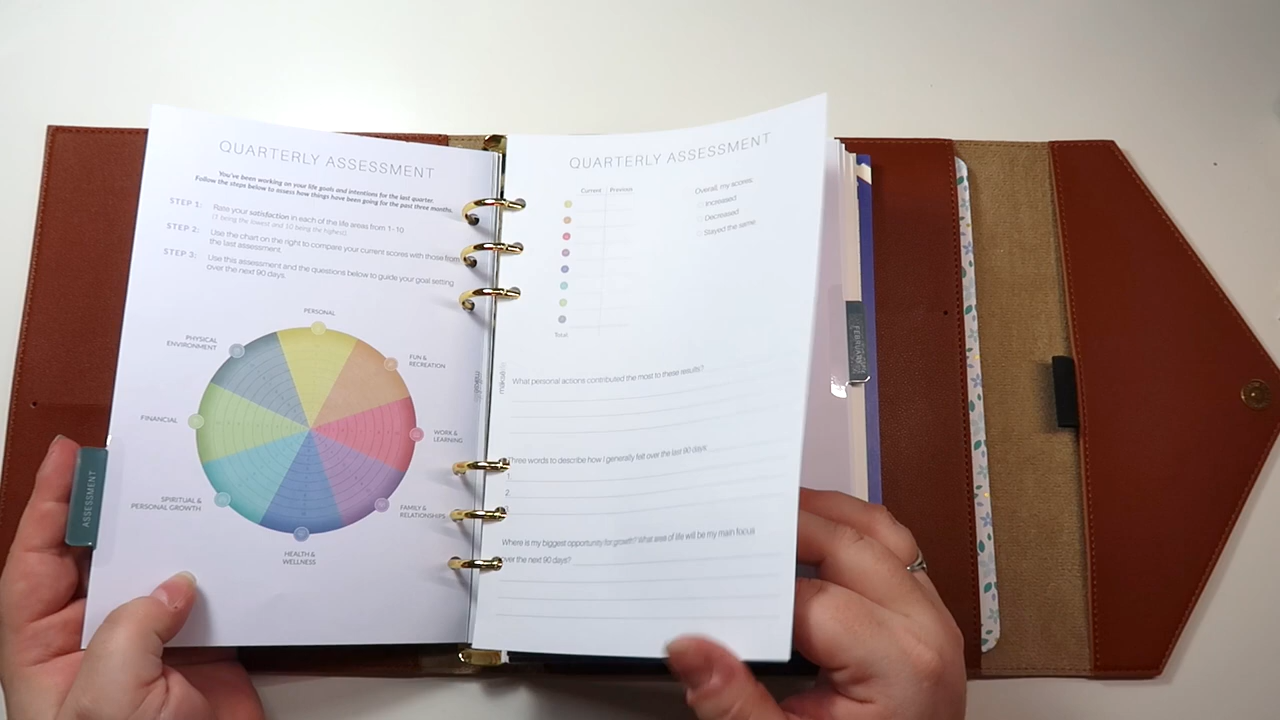 QUARTERLY ASSESSMENT
You've been working on your life goals and intentions for the last quarter.
Follow the steps below to assess how things have been going for the past three months.
STEP 1: Rate your satisfaction in each of the life areas from 1-10
(1 being the lowest and 10 being the highest).
STEP 2: Use the chart on the right to compare your current scores with those from
the last assessment.
STEP 3: Use this assessment and the questions below to guide your goal setting
over the next 90 days.
PERSONAL
FUN &
RECREATION
WORK &
LEARNING
FAMILY &
RELATIONSHIPS
HEALTH &
WELLNESS
SPIRITUAL &
PERSONAL GROWTH
FINANCIAL
PHYSICAL
ENVIRONMENT
ASSESSMENT
QUARTERLY ASSESSMENT
Current Previous
Total
Overall, my scores:
Increased
Decreased
Stayed the same
What personal actions contributed the most to these results?
Three words to describe how I generally felt over the last 90-days
1.
2.
Where is my biggest opportunity for growth? What area of life will be my main focus
over the next 90 days?
FEBRUARY